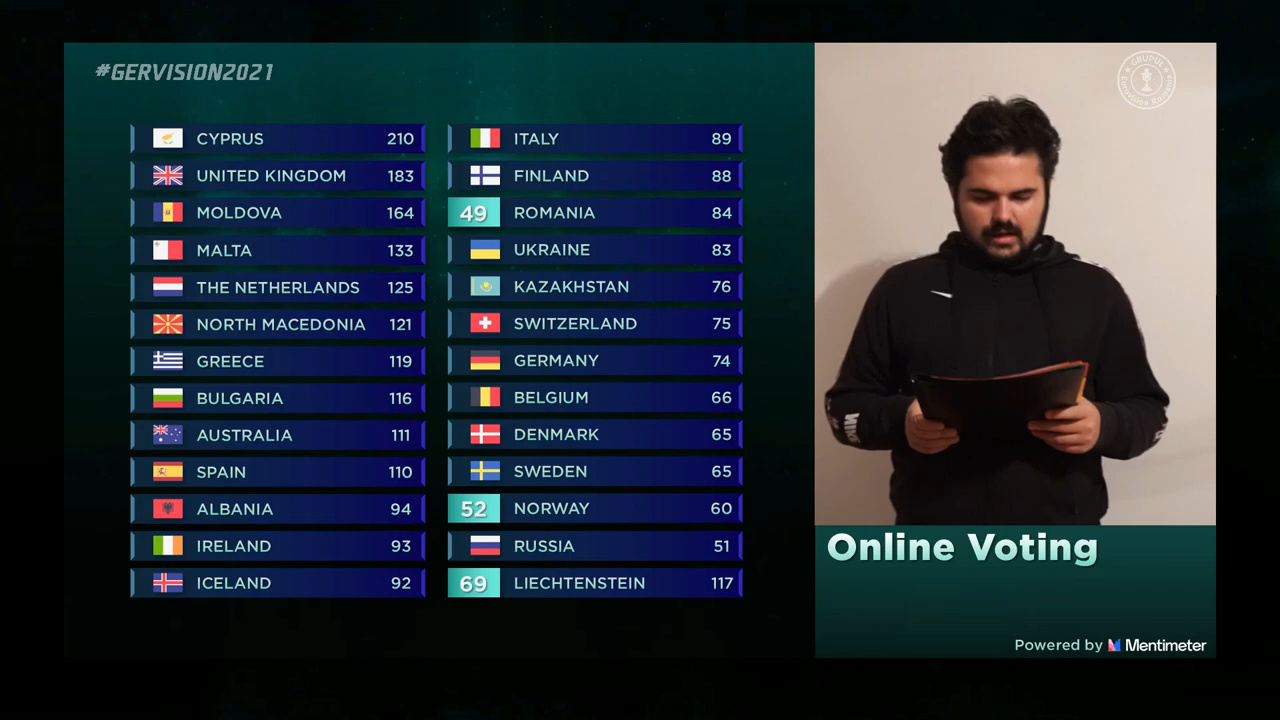 #GERVISION2021
CYPRUS 210
UNITED KINGDOM 183
MOLDOVA 164
MALTA 133
THE NETHERLANDS 125
NORTH MACEDONIA 121
GREECE 119
BULGARIA 116
AUSTRALIA 111
SPAIN 110
ALBANIA 94
IRELAND 93
ICELAND 92
ITALY 89
FINLAND 88
49 ROMANIA 84
UKRAINE 83
KAZAKHSTAN 76
SWITZERLAND 75
GERMANY 74
BELGIUM 66
DENMARK 65
SWEDEN 65
52 NORWAY 60
RUSSIA 51
69 LIECHTENSTEIN 117
GRUPUL
Eurovision Romania
Online Voting
Powered by Mentimeter